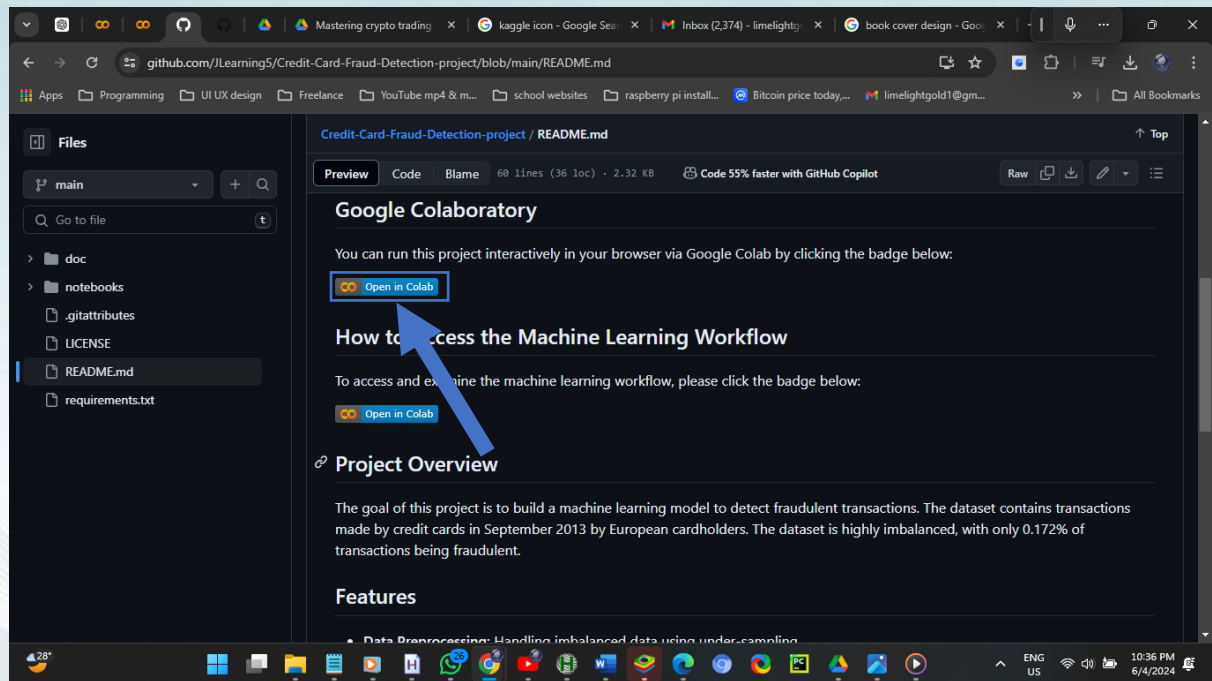 Mastering crypto trading
kaggle icon - Google Sear
Inbox (2,374) - limelightg
book cover design - Goog
github.com/JLearning5/Credit-Card-Fraud-Detection-project/blob/main/README.md
Apps
Programming
UI UX design
Freelance
YouTube mp4 & m...
school websites
raspberry pi install...
Bitcoin price today,...
limelightgold1@gm...
»
All Bookmarks
Files
main
Go to file
t
doc
notebooks
.gitattributes
LICENSE
README.md
requirements.txt
Credit-Card-Fraud-Detection-project / README.md
Top
Preview
Code
Blame
60 lines (36 loc) · 2.32 KB
Code 55% faster with GitHub Copilot
Raw
Google Colaboratory
You can run this project interactively in your browser via Google Colab by clicking the badge below:
Open in Colab
How to access the Machine Learning Workflow
To access and examine the machine learning workflow, please click the badge below:
Open in Colab
Project Overview
The goal of this project is to build a machine learning model to detect fraudulent transactions. The dataset contains transactions
made by credit cards in September 2013 by European cardholders. The dataset is highly imbalanced, with only 0.172% of
transactions being fraudulent.
Features
• Data Preprocessing: Handling imbalanced data using under-sampling
28°
26
ENG
US
10:36 PM
6/4/2024